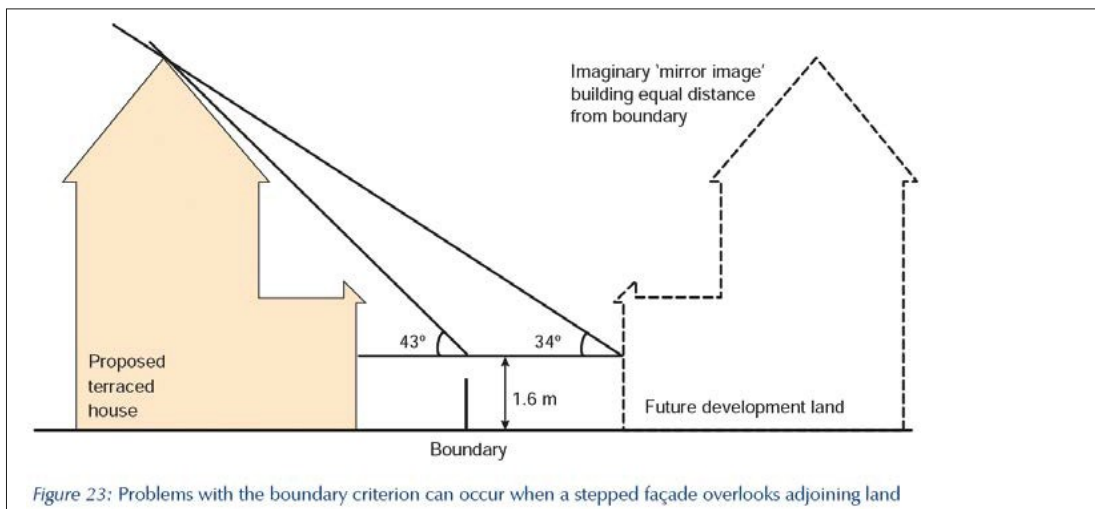 Imaginary 'mirror image'
building equal distance
from boundary
43°
34°
Proposed
terraced
house
1.6 m
Future development land
Boundary
Figure 23: Problems with the boundary criterion can occur when a stepped façade overlooks adjoining land